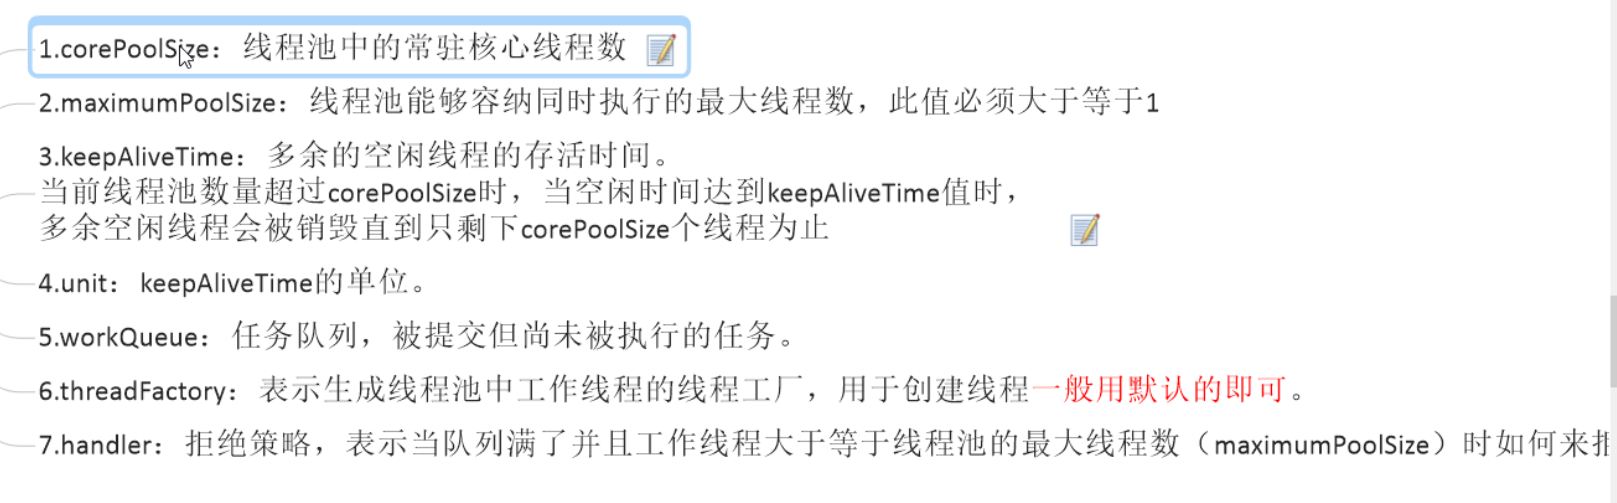 1.corePoolSize：线程池中的常驻核心线程数
2.maximumPoolSize：线程池能够容纳同时执行的最大线程数，此值必须大于等于1
3.keepAliveTime：多余的空闲线程的存活时间。
当前线程池数量超过corePoolSize时，当空闲时间达到keepAliveTime值时，
多余空闲线程会被销毁直到只剩下corePoolSize个线程为止
4.unit：keepAliveTime的单位。
5.workQueue：任务队列，被提交但尚未被执行的任务。
6.threadFactory：表示生成线程池中工作线程的线程工厂，用于创建线程一般用默认的即可。
7.handler：拒绝策略，表示当队列满了并且工作线程大于等于线程池的最大线程数（maximumPoolSize）时如何来